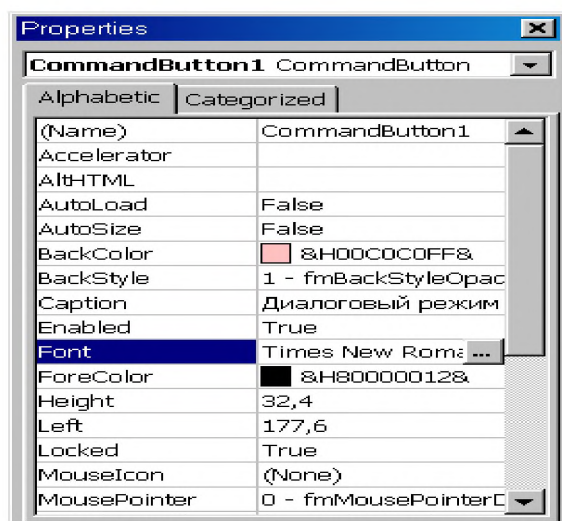 Properties
CommandButton1 CommandButton
Alphabetic Categorized
(Name) CommandButton1
Accelerator
AltHTML
AutoLoad False
AutoSize False
BackColor &H00C0C0FF&
BackStyle 1 - fmBackStyleOpac
Caption Диалоговый режим
Enabled True
Font Times New Roma ...
ForeColor &H80000012&
Height 32,4
Left 177,6
Locked True
MouseIcon (None)
MousePointer 0 - fmMousePointerD